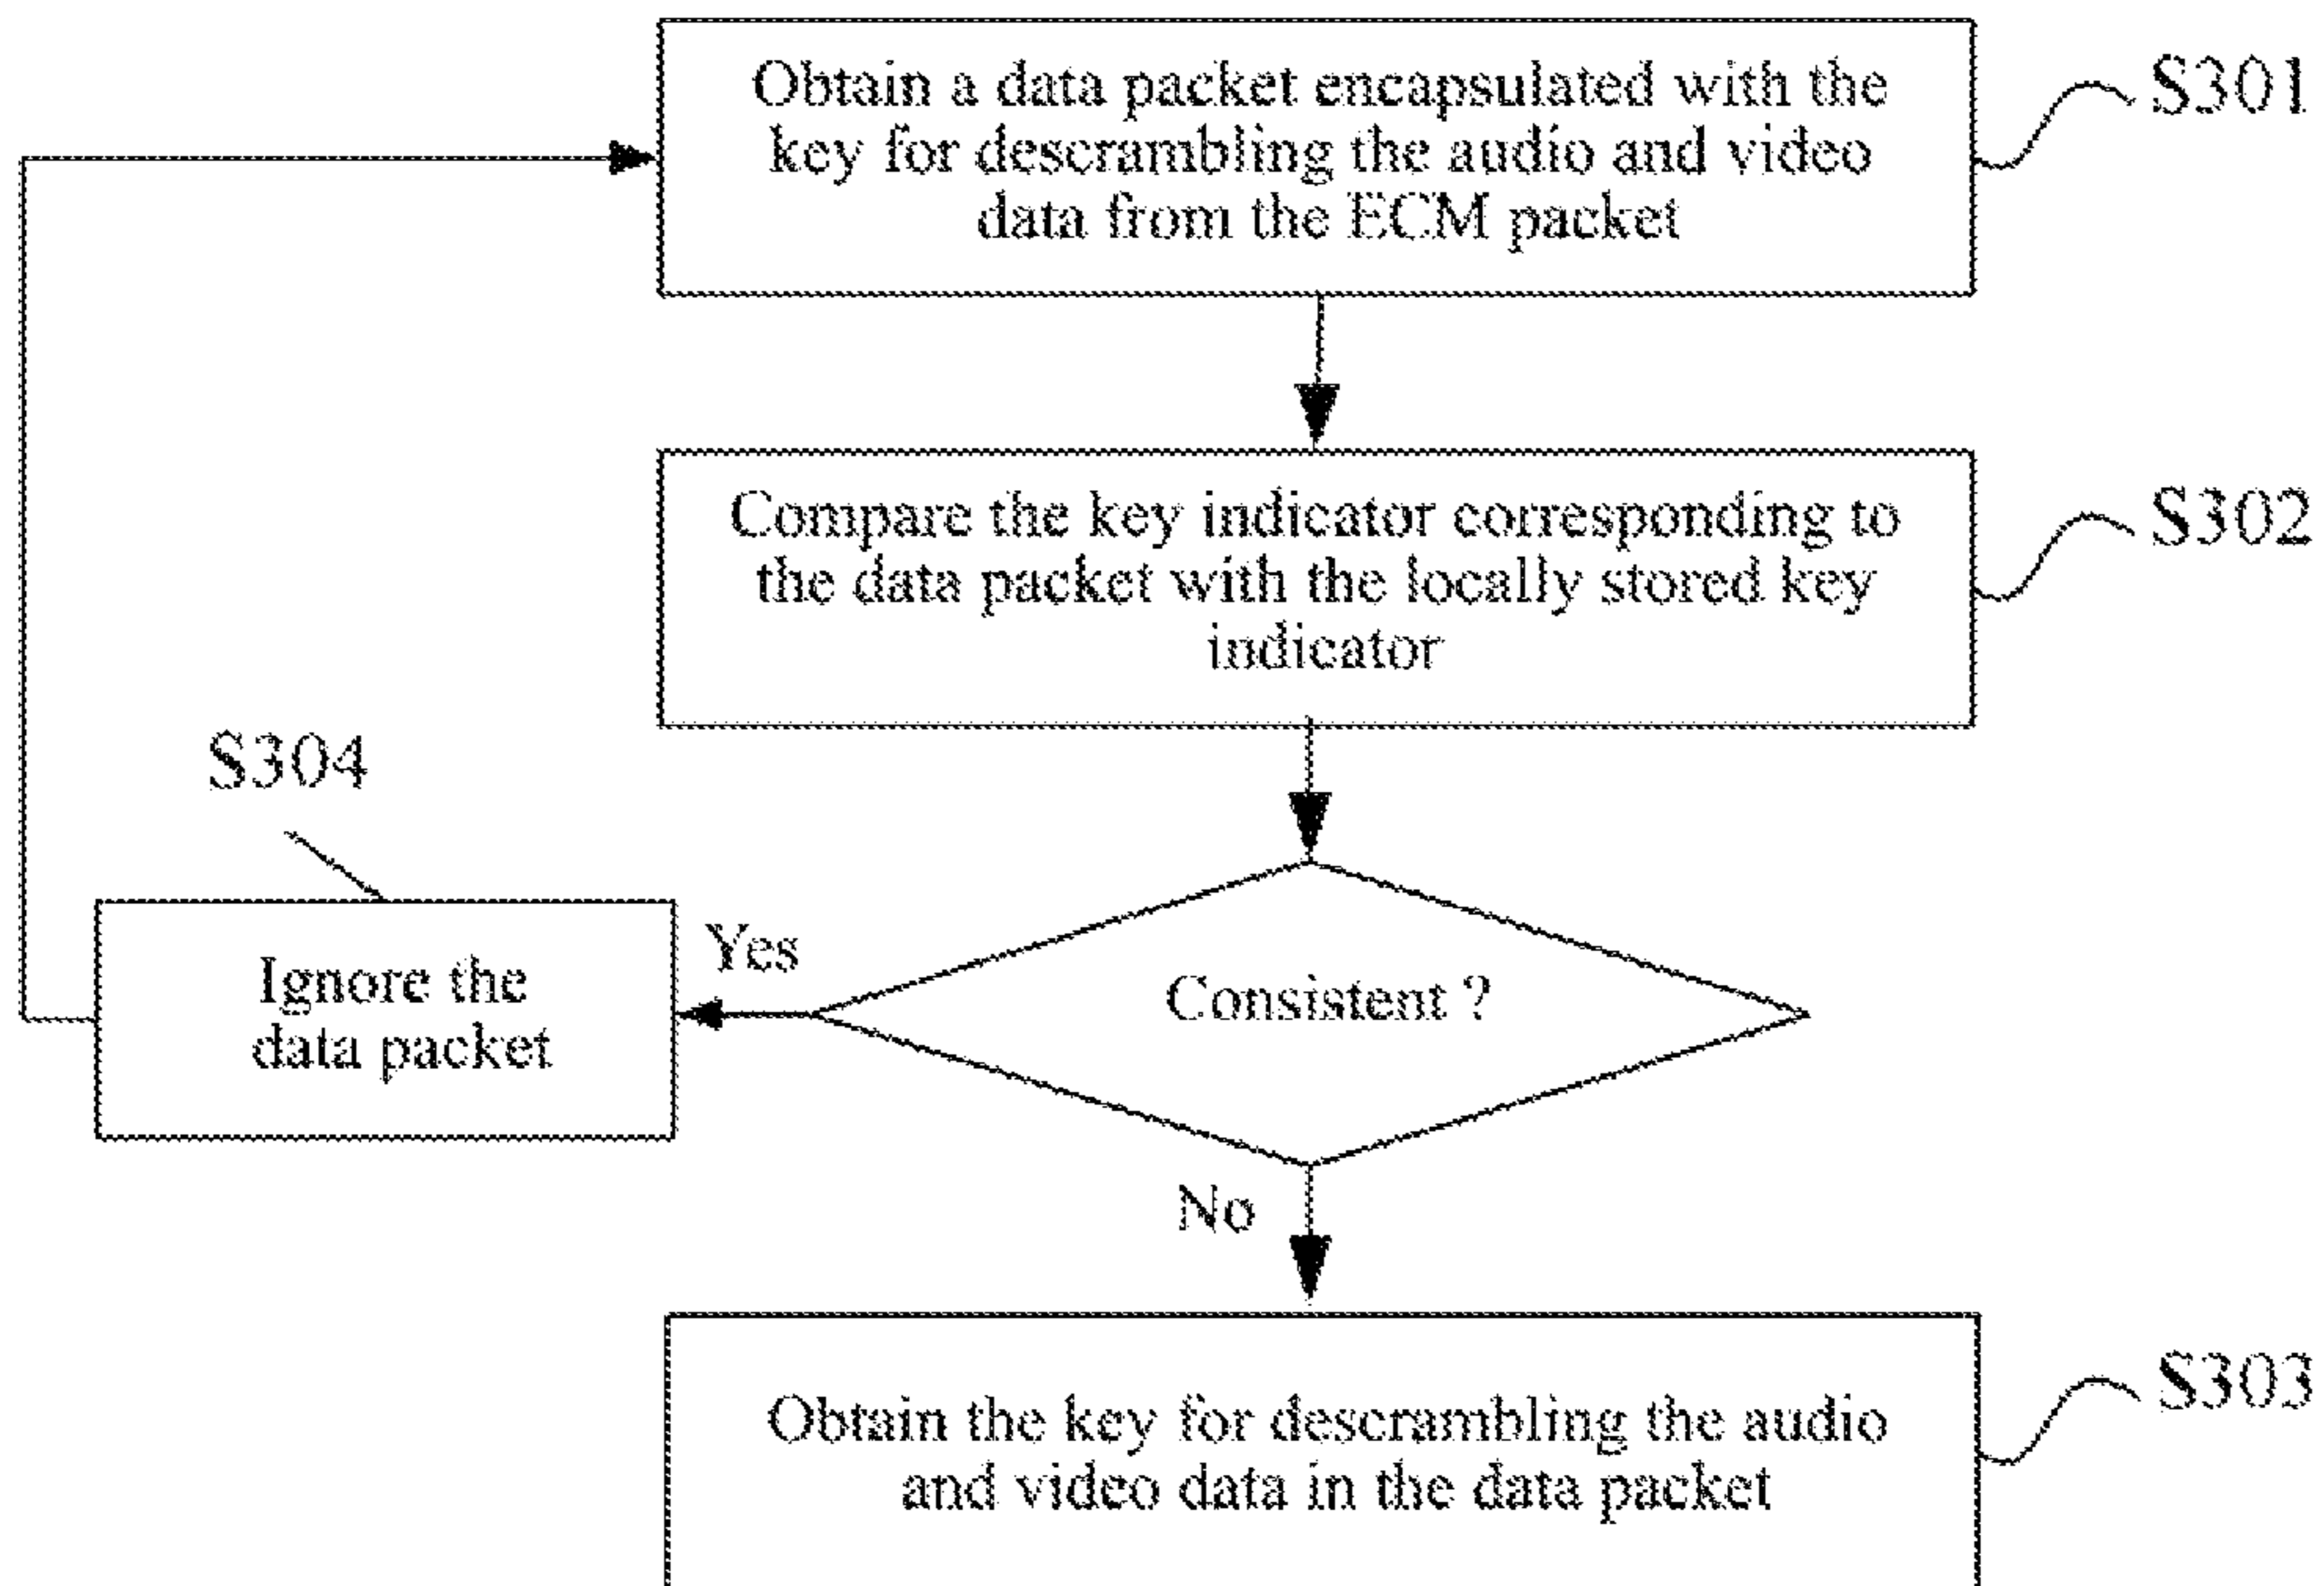 Obtain a data packet encapsulated with the
key for descrambling the audio and video
data from the ECM packet
S301
Compare the key indicator corresponding to
the data packet with the locally stored key
indicator
S302
S304
Ignore the
data packet
Yes
Consistent ?
No
Obtain the key for descrambling the audio
and video data in the data packet
S303